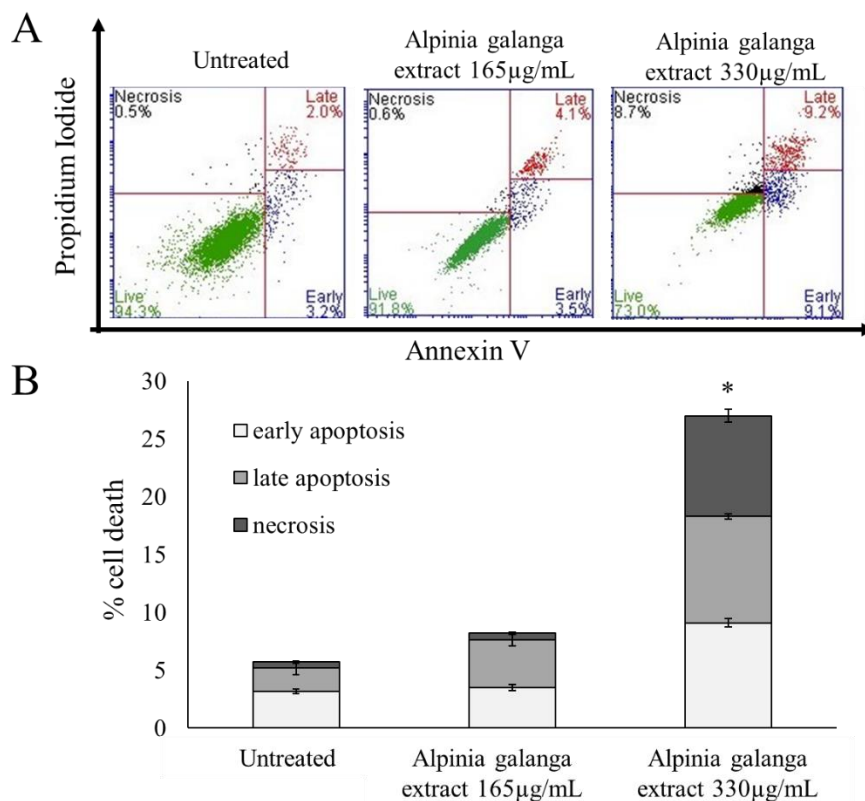 A
Untreated
Alpinia galanga
extract 165µg/mL
Alpinia galanga
extract 330µg/mL
Propidium Iodide
Necrosis
0.5%
Late
2.0%
Live
94.3%
Early
3.2%
Necrosis
0.6%
Late
4.1%
Live
91.8%
Early
3.5%
Necrosis
8.7%
Late
9.2%
Live
73.0%
Early
9.1%
Annexin V
B
% cell death
30
25
20
15
10
5
0
early apoptosis
late apoptosis
necrosis
*
Untreated
Alpinia galanga
extract 165µg/mL
Alpinia galanga
extract 330µg/mL